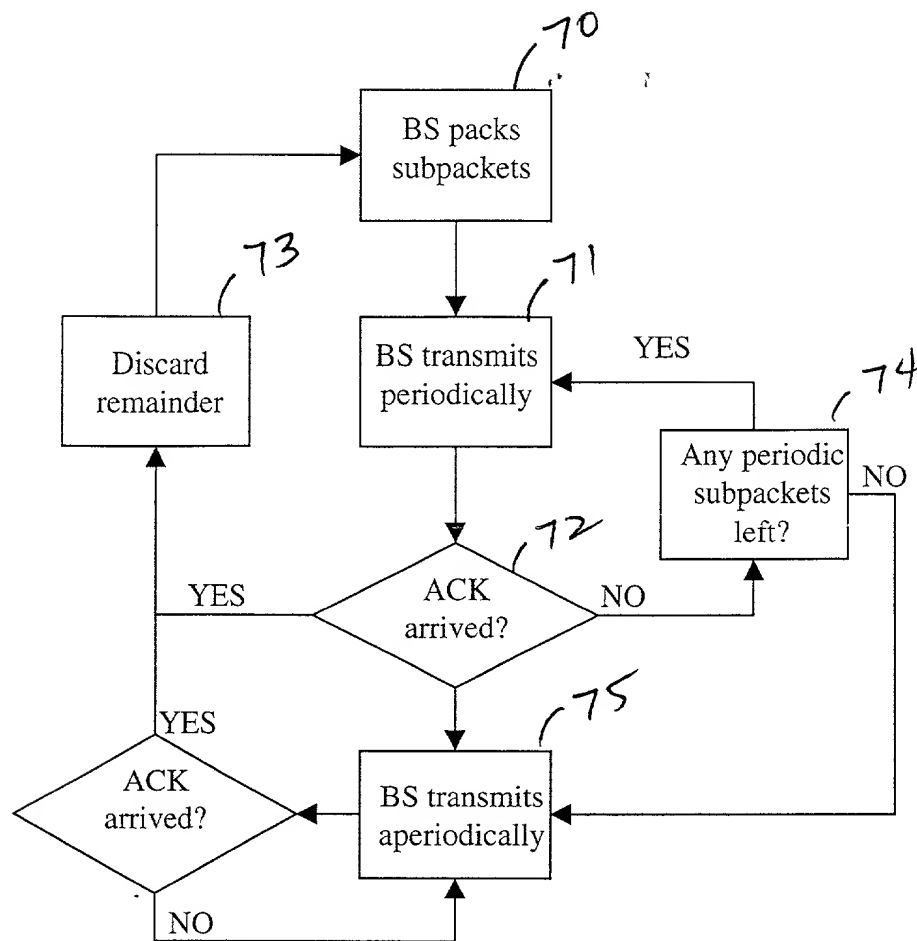 70
BS packs
subpackets
73
71
Discard
remainder
BS transmits
periodically
YES
74
Any periodic
subpackets
left?
NO
72
YES
ACK
arrived?
NO
75
YES
ACK
arrived?
BS transmits
aperiodically
NO